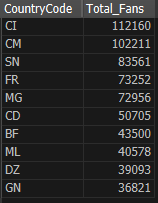 CountryCode Total_Fans
CI 112160
CM 102211
SN 83561
FR 73252
MG 72956
CD 50705
BF 43500
ML 40578
DZ 39093
GN 36821